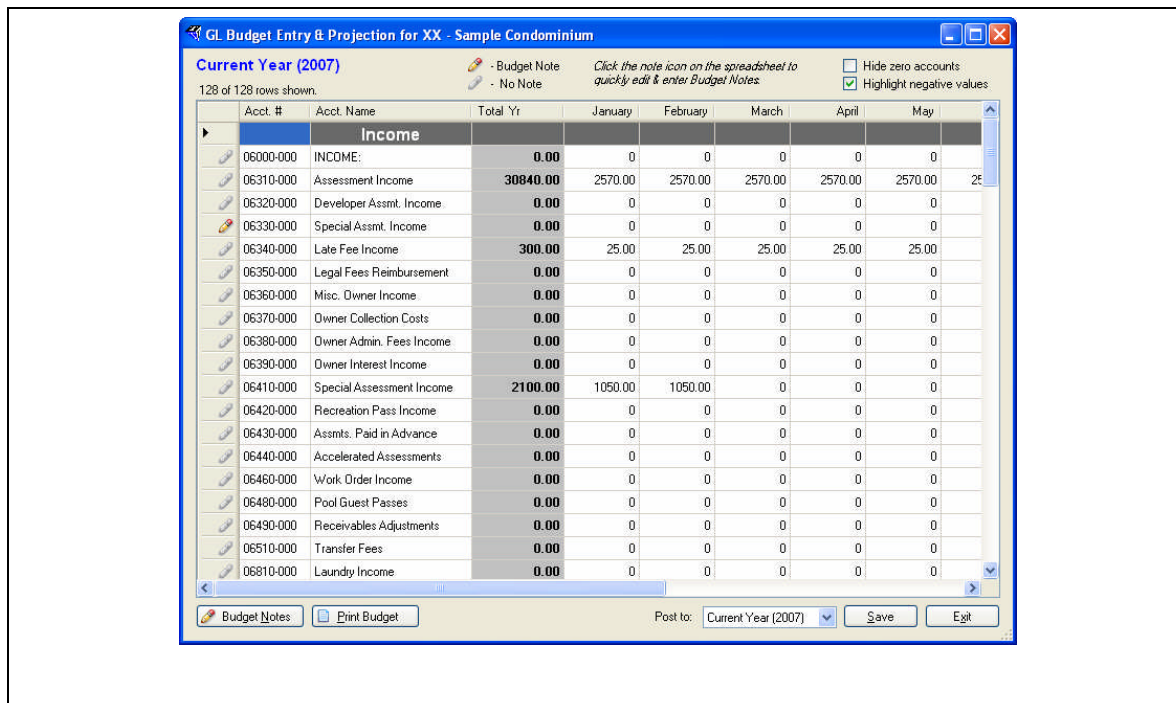 GL Budget Entry & Projection for XX - Sample Condominium
Current Year (2007)
128 of 128 rows shown.
- Budget Note
- No Note
Click the note icon on the spreadsheet to
quickly edit & enter Budget Notes.
Hide zero accounts
Highlight negative values
Acct. # Acct. Name Total Yr January February March April May
Income
06000-000 INCOME: 0.00 0 0 0 0 0
06310-000 Assessment Income 30840.00 2570.00 2570.00 2570.00 2570.00 2570.00 25
06320-000 Developer Assmt. Income 0.00 0 0 0 0 0
06330-000 Special Assmt. Income 0.00 0 0 0 0 0
06340-000 Late Fee Income 300.00 25.00 25.00 25.00 25.00 25.00
06350-000 Legal Fees Reimbursement 0.00 0 0 0 0 0
06360-000 Misc. Owner Income 0.00 0 0 0 0 0
06370-000 Owner Collection Costs 0.00 0 0 0 0 0
06380-000 Owner Admin. Fees Income 0.00 0 0 0 0 0
06390-000 Owner Interest Income 0.00 0 0 0 0 0
06410-000 Special Assessment Income 2100.00 1050.00 1050.00 0 0 0
06420-000 Recreation Pass Income 0.00 0 0 0 0 0
06430-000 Assmts. Paid in Advance 0.00 0 0 0 0 0
06440-000 Accelerated Assessments 0.00 0 0 0 0 0
06460-000 Work Order Income 0.00 0 0 0 0 0
06480-000 Pool Guest Passes 0.00 0 0 0 0 0
06490-000 Receivables Adjustments 0.00 0 0 0 0 0
06510-000 Transfer Fees 0.00 0 0 0 0 0
06810-000 Laundry Income 0.00 0 0 0 0 0
Budget Notes Print Budget Post to: Current Year (2007) Save Exit